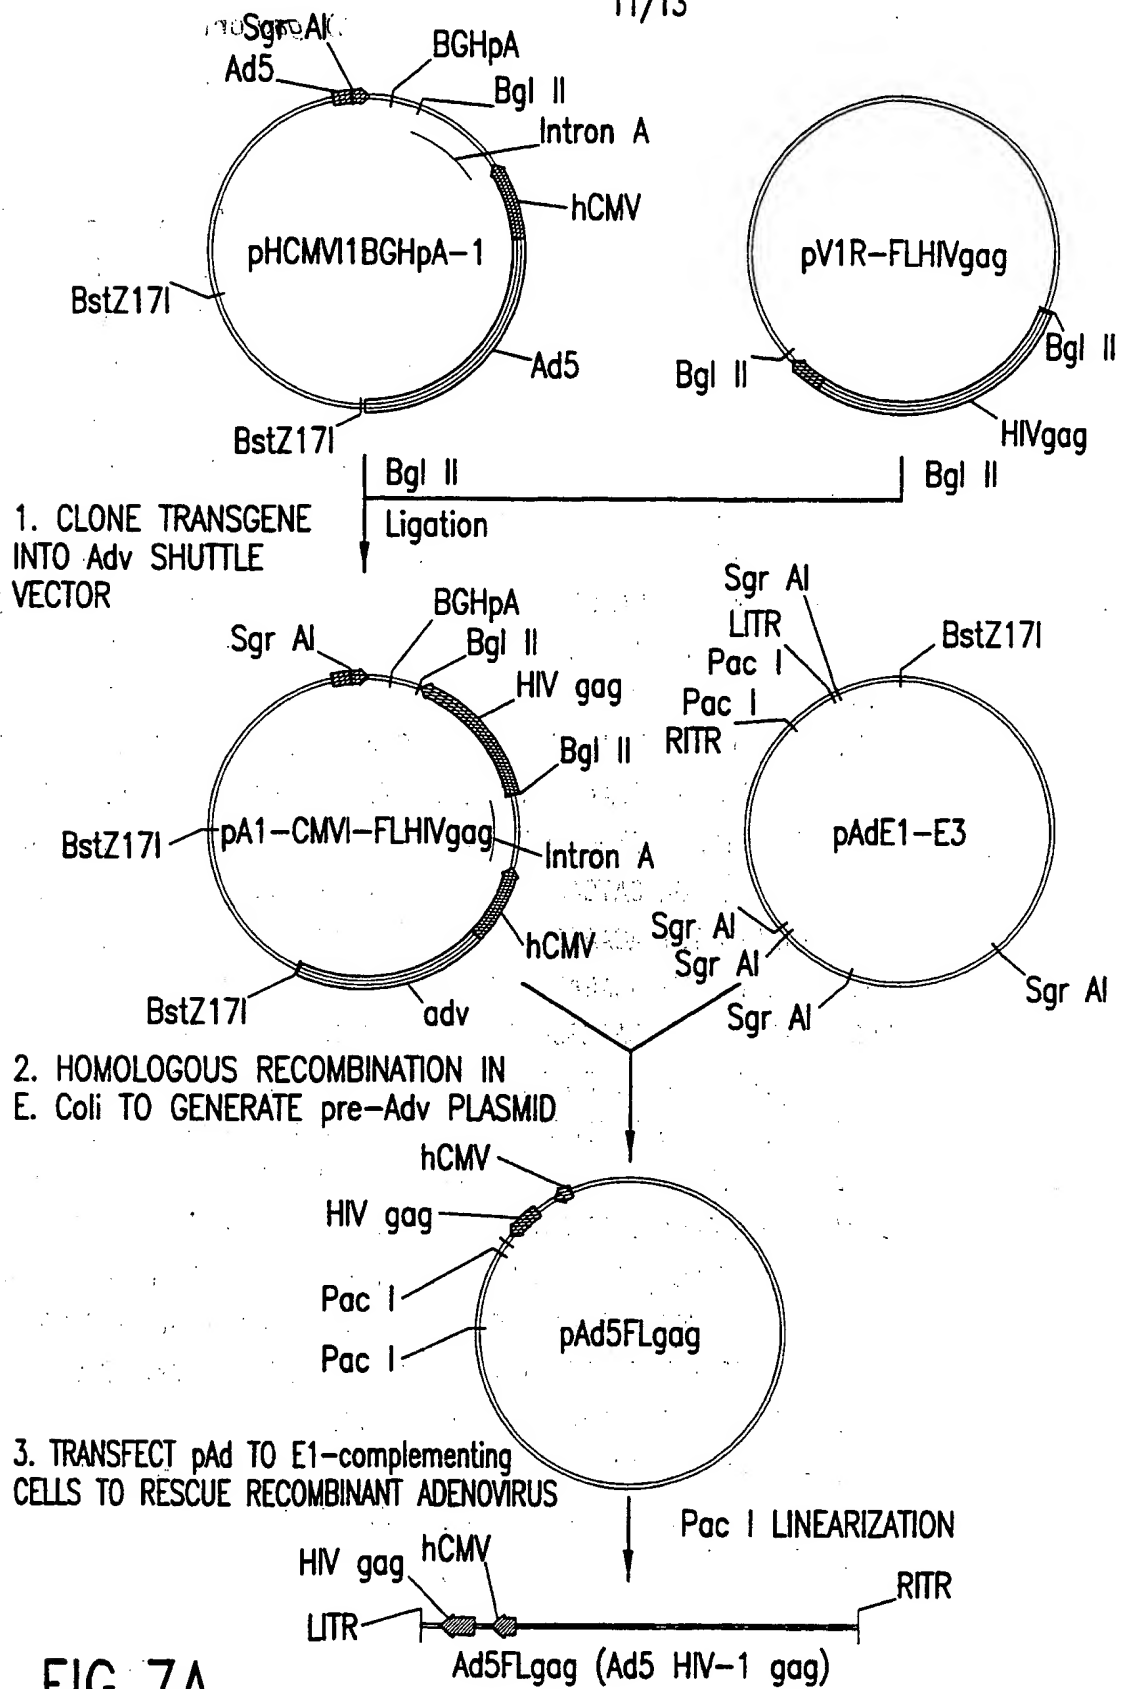 11/13
Sgr AI
Ad5
BGHpA
Bgl II
Intron A
hCMV
pHCMVI1BGHpA-1
BstZ17I
Ad5
BstZ17I
pV1R-FLHIVgag
Bgl II
Bgl II
HIVgag
Bgl II
Bgl II
Ligation
1. CLONE TRANSGENE
INTO Adv SHUTTLE
VECTOR
BGHpA
Sgr AI
Bgl II
HIV gag
Bgl II
BstZ17I
pA1-CMVI-FLHIVgag
Intron A
hCMV
BstZ17I
adv
Sgr AI
LITR
Pac I
Pac I
RITR
BstZ17I
pAdE1-E3
Sgr AI
Sgr AI
Sgr AI
Sgr AI
2. HOMOLOGOUS RECOMBINATION IN
E. Coli TO GENERATE pre-Adv PLASMID
hCMV
HIV gag
Pac I
Pac I
pAd5FLgag
3. TRANSFECT pAd TO E1-complementing
CELLS TO RESCUE RECOMBINANT ADENOVIRUS
Pac I LINEARIZATION
HIV gag
hCMV
LITR
RITR
Ad5FLgag (Ad5 HIV-1 gag)
FIG. 7A